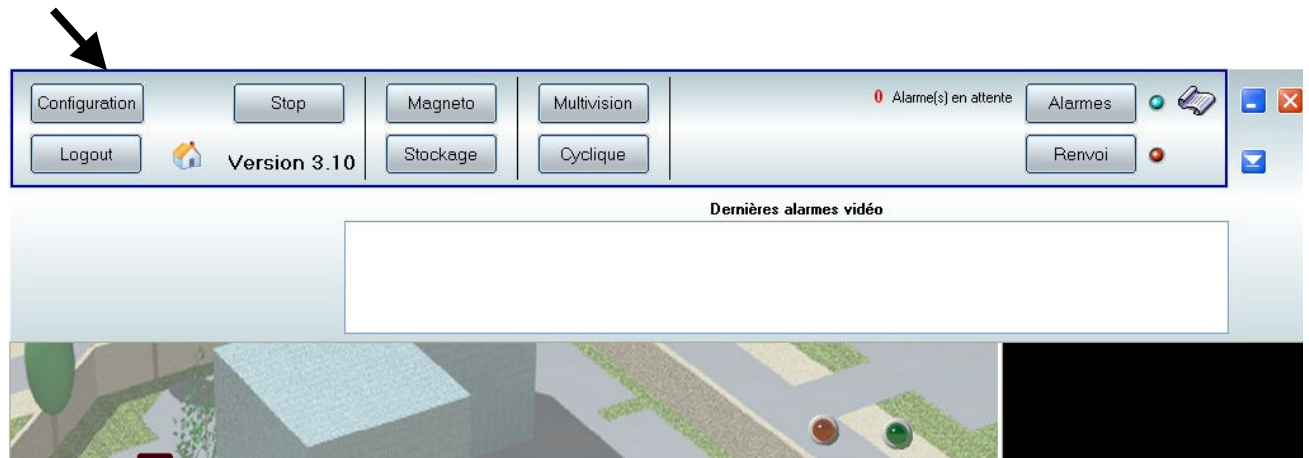 Configuration
Stop
Magneto
Multivision
0 Alarme(s) en attente
Alarmes
Logout
Version 3.10
Stockage
Cyclique
Renvoi
Dernières alarmes vidéo